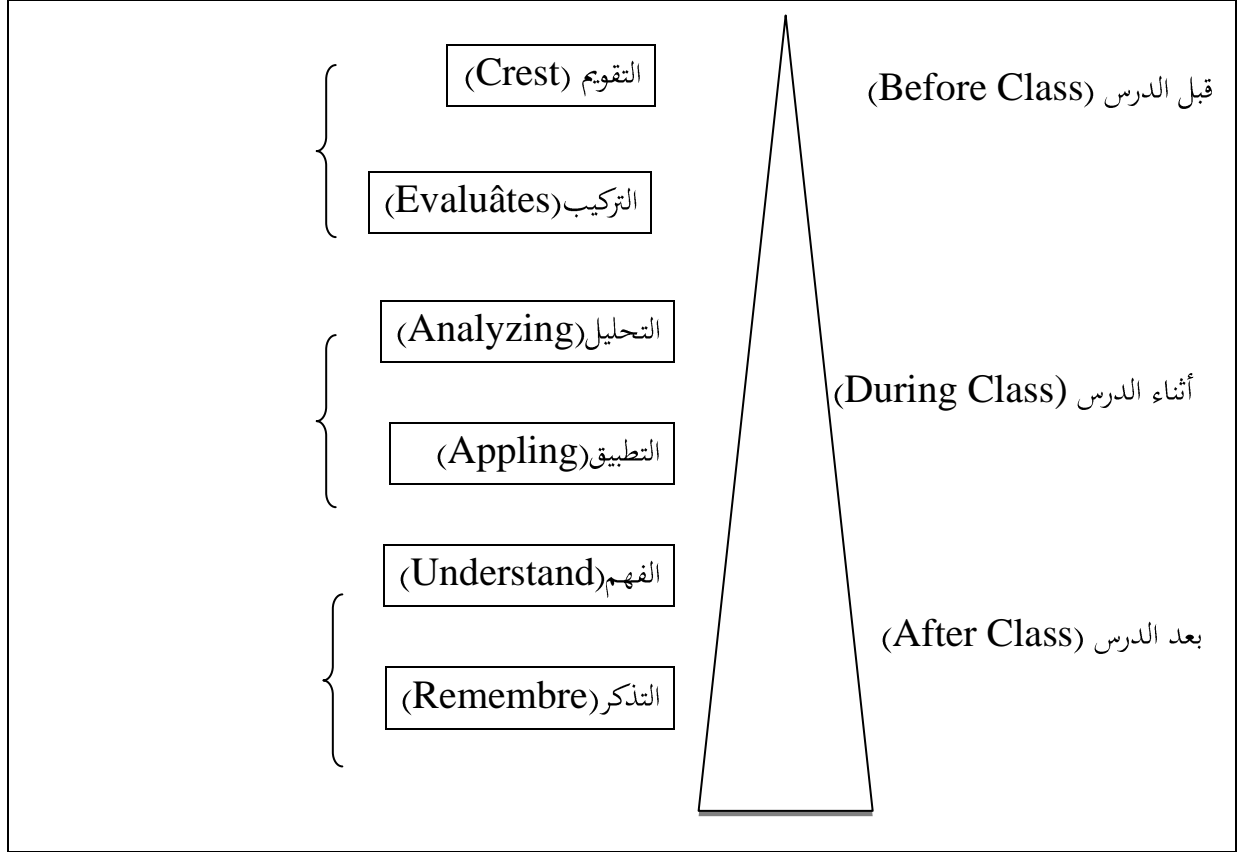 قبل الدرس (Before Class)
التقويم (Crest)
التركيب(Evaluâtes)
التحليل(Analyzing)
أثناء الدرس (During Class)
التطبيق(Appling)
الفهم(Understand)
بعد الدرس (After Class)
التذكر(Remembre)